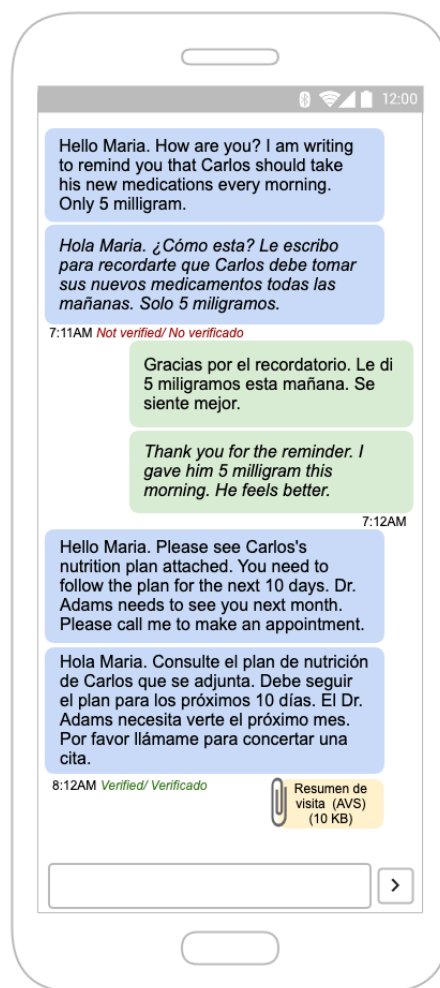 12:00
Hello Maria. How are you? I am writing
to remind you that Carlos should take
his new medications every morning.
Only 5 milligram.
Hola Maria. ¿Cómo esta? Le escribo
para recordarte que Carlos debe tomar
sus nuevos medicamentos todas las
mañanas. Solo 5 miligramos.
7:11AM Not verified/ No verificado
Gracias por el recordatorio. Le di
5 miligramos esta mañana. Se
siente mejor.
Thank you for the reminder. I
gave him 5 milligram this
morning. He feels better.
7:12AM
Hello Maria. Please see Carlos's
nutrition plan attached. You need to
follow the plan for the next 10 days. Dr.
Adams needs to see you next month.
Please call me to make an appointment.
Hola Maria. Consulte el plan de nutrición
de Carlos que se adjunta. Debe seguir
el plan para los próximos 10 días. El Dr.
Adams necesita verte el próximo mes.
Por favor llámame para concertar una
cita.
8:12AM Verified/ Verificado
Resumen de
visita (AVS)
(10 KB)